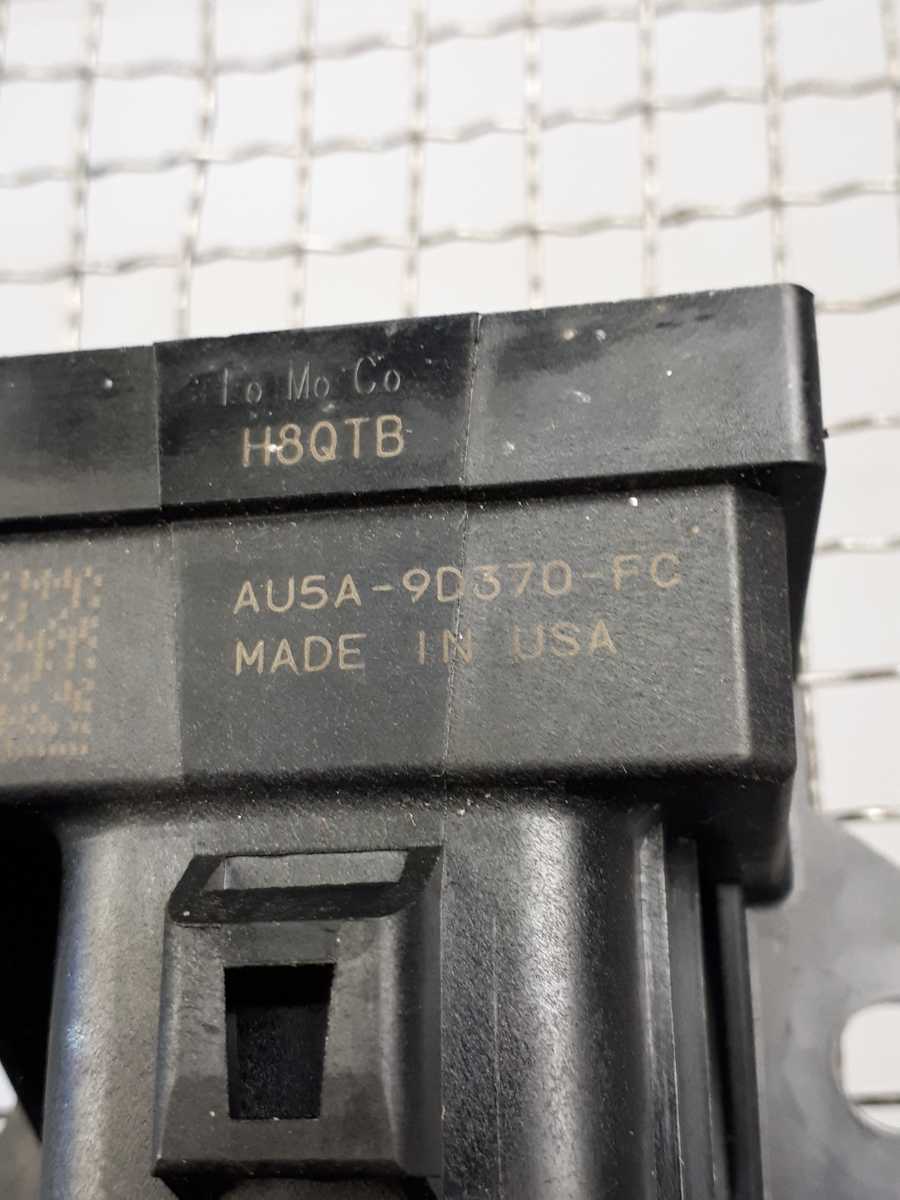 Fo Mo Co
H8QTB
AU5A-9D370-FC
MADE IN USA